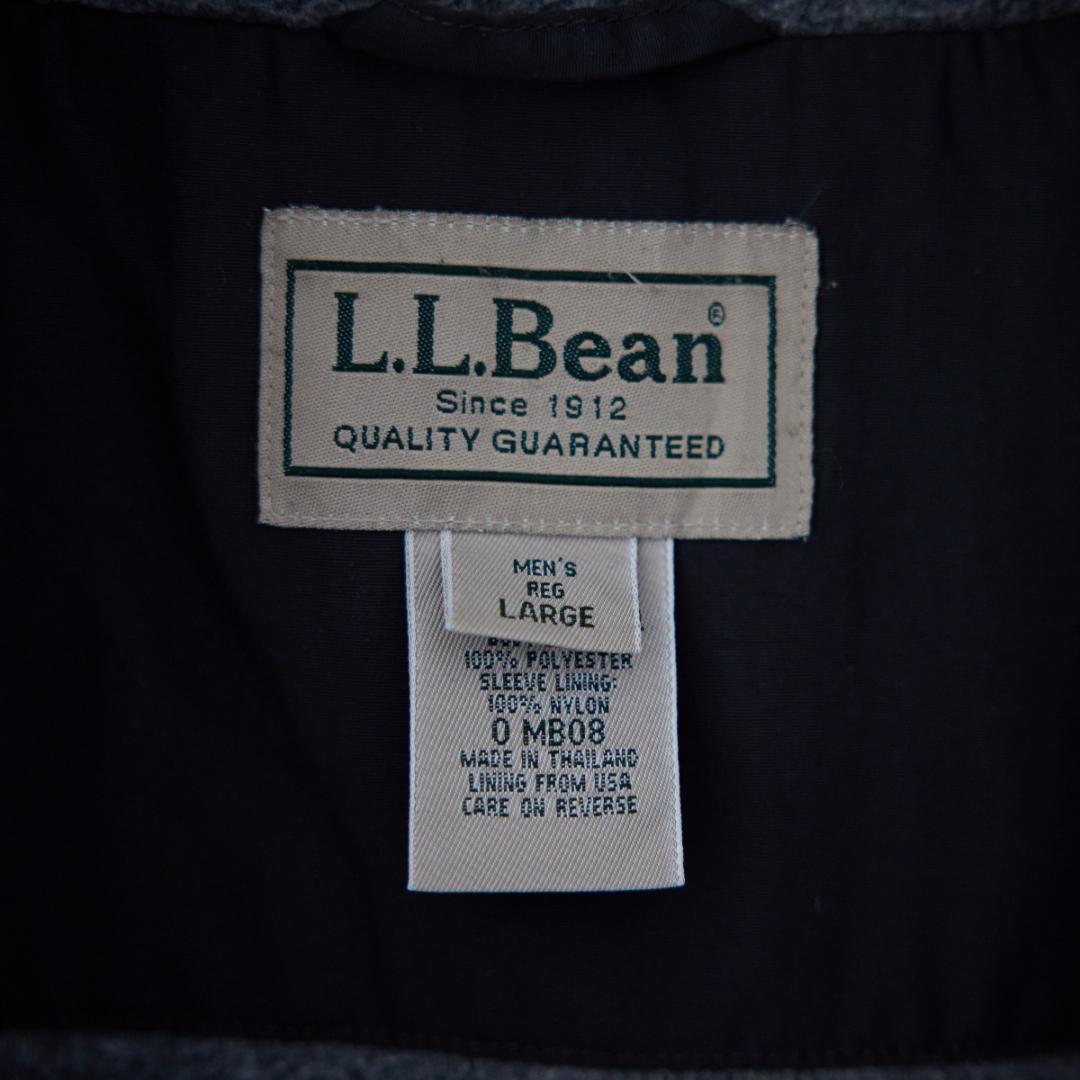 L.L.Bean®
Since 1912
QUALITY GUARANTEED
MEN'S
REG
LARGE
100% POLYESTER
SLEEVE LINING:
100% NYLON
0 MB08
MADE IN THAILAND
LINING FROM USA
CARE ON REVERSE